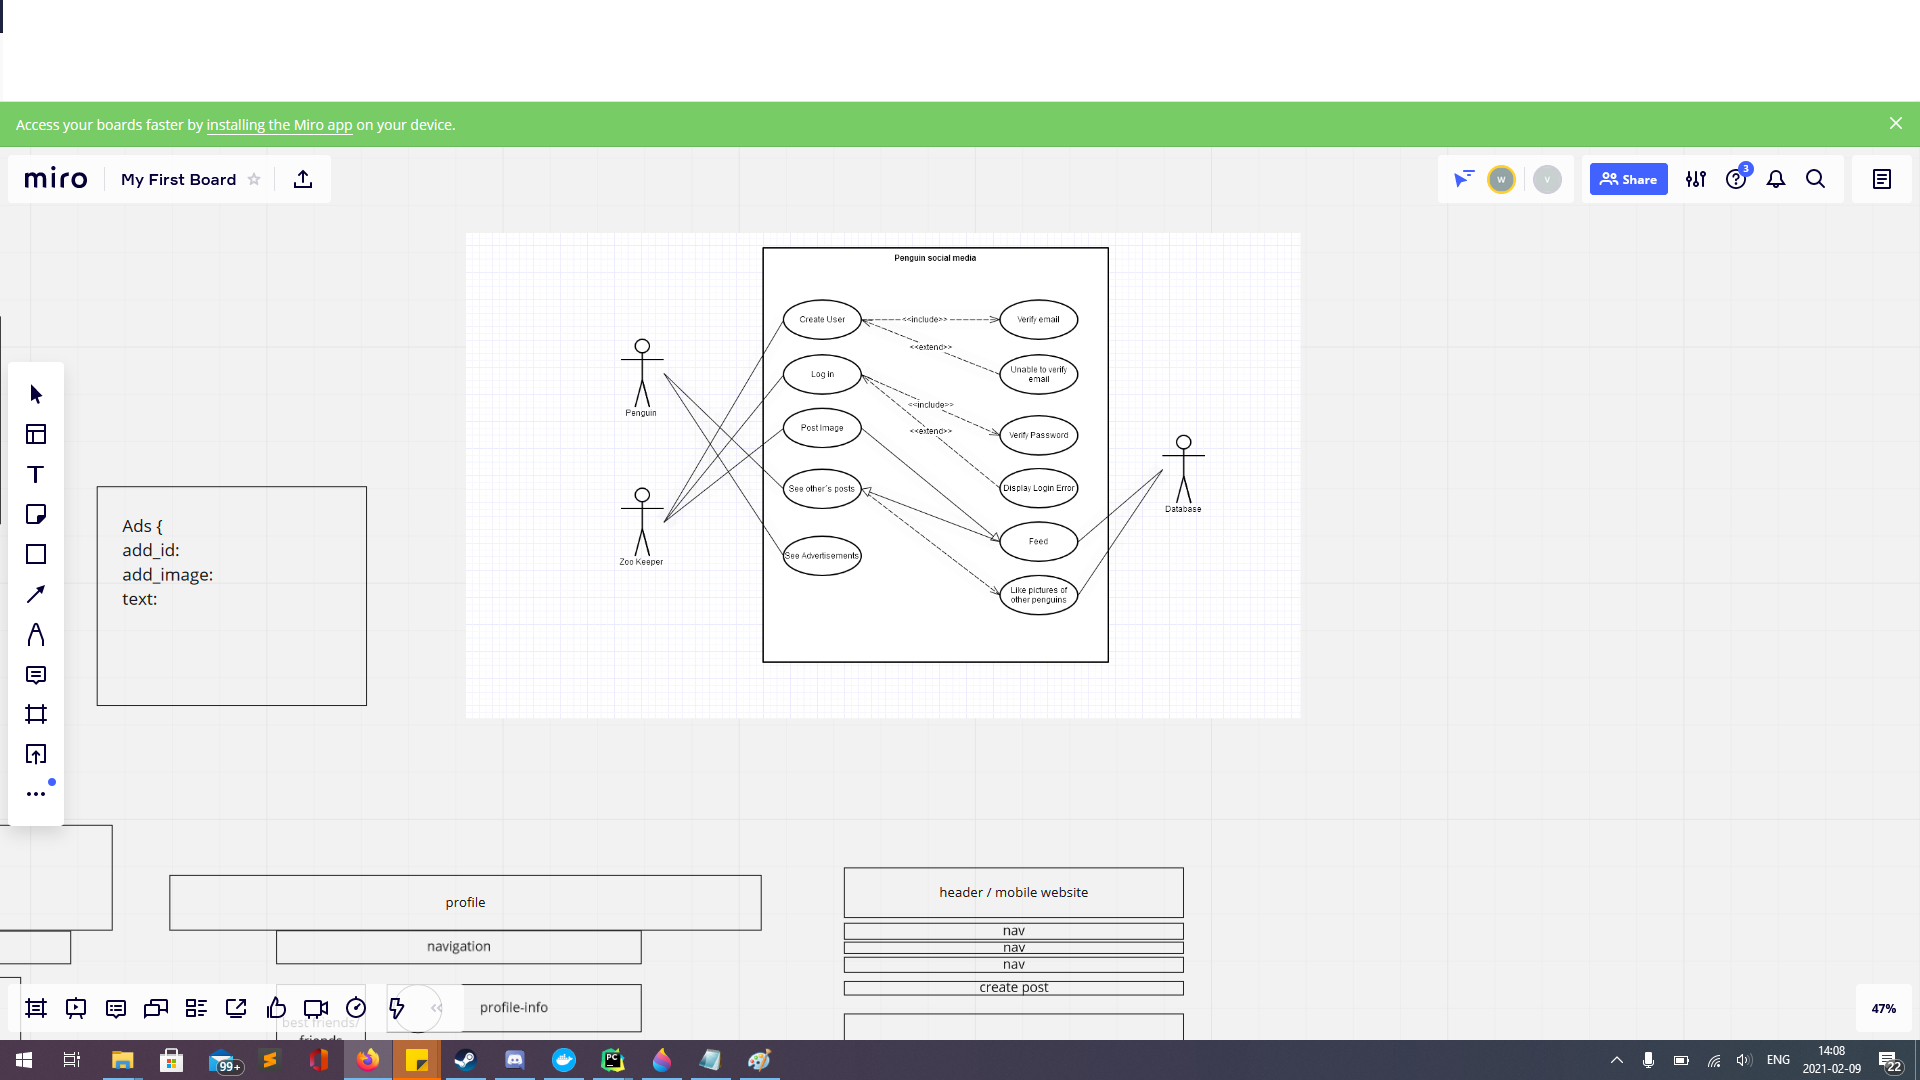 Access your boards faster by installing the Miro app on your device.
miro
My First Board
W
V
Share
3
Penguin social media
Create User
<<include>>
Verify email
<<extend>>
Unable to verify
email
Log in
Penguin
<<include>>
Post Image
<<extend>>
Verify Password
See other's posts
Display Login Error
Database
Zoo Keeper
Feed
See Advertisements
Like pictures of
other penguins
Ads {
add_id:
add_image:
text:
profile
navigation
profile-info
best friends/
friends
header / mobile website
nav
nav
nav
create post
47%
99+
PC
ENG
14:08
2021-02-09
22